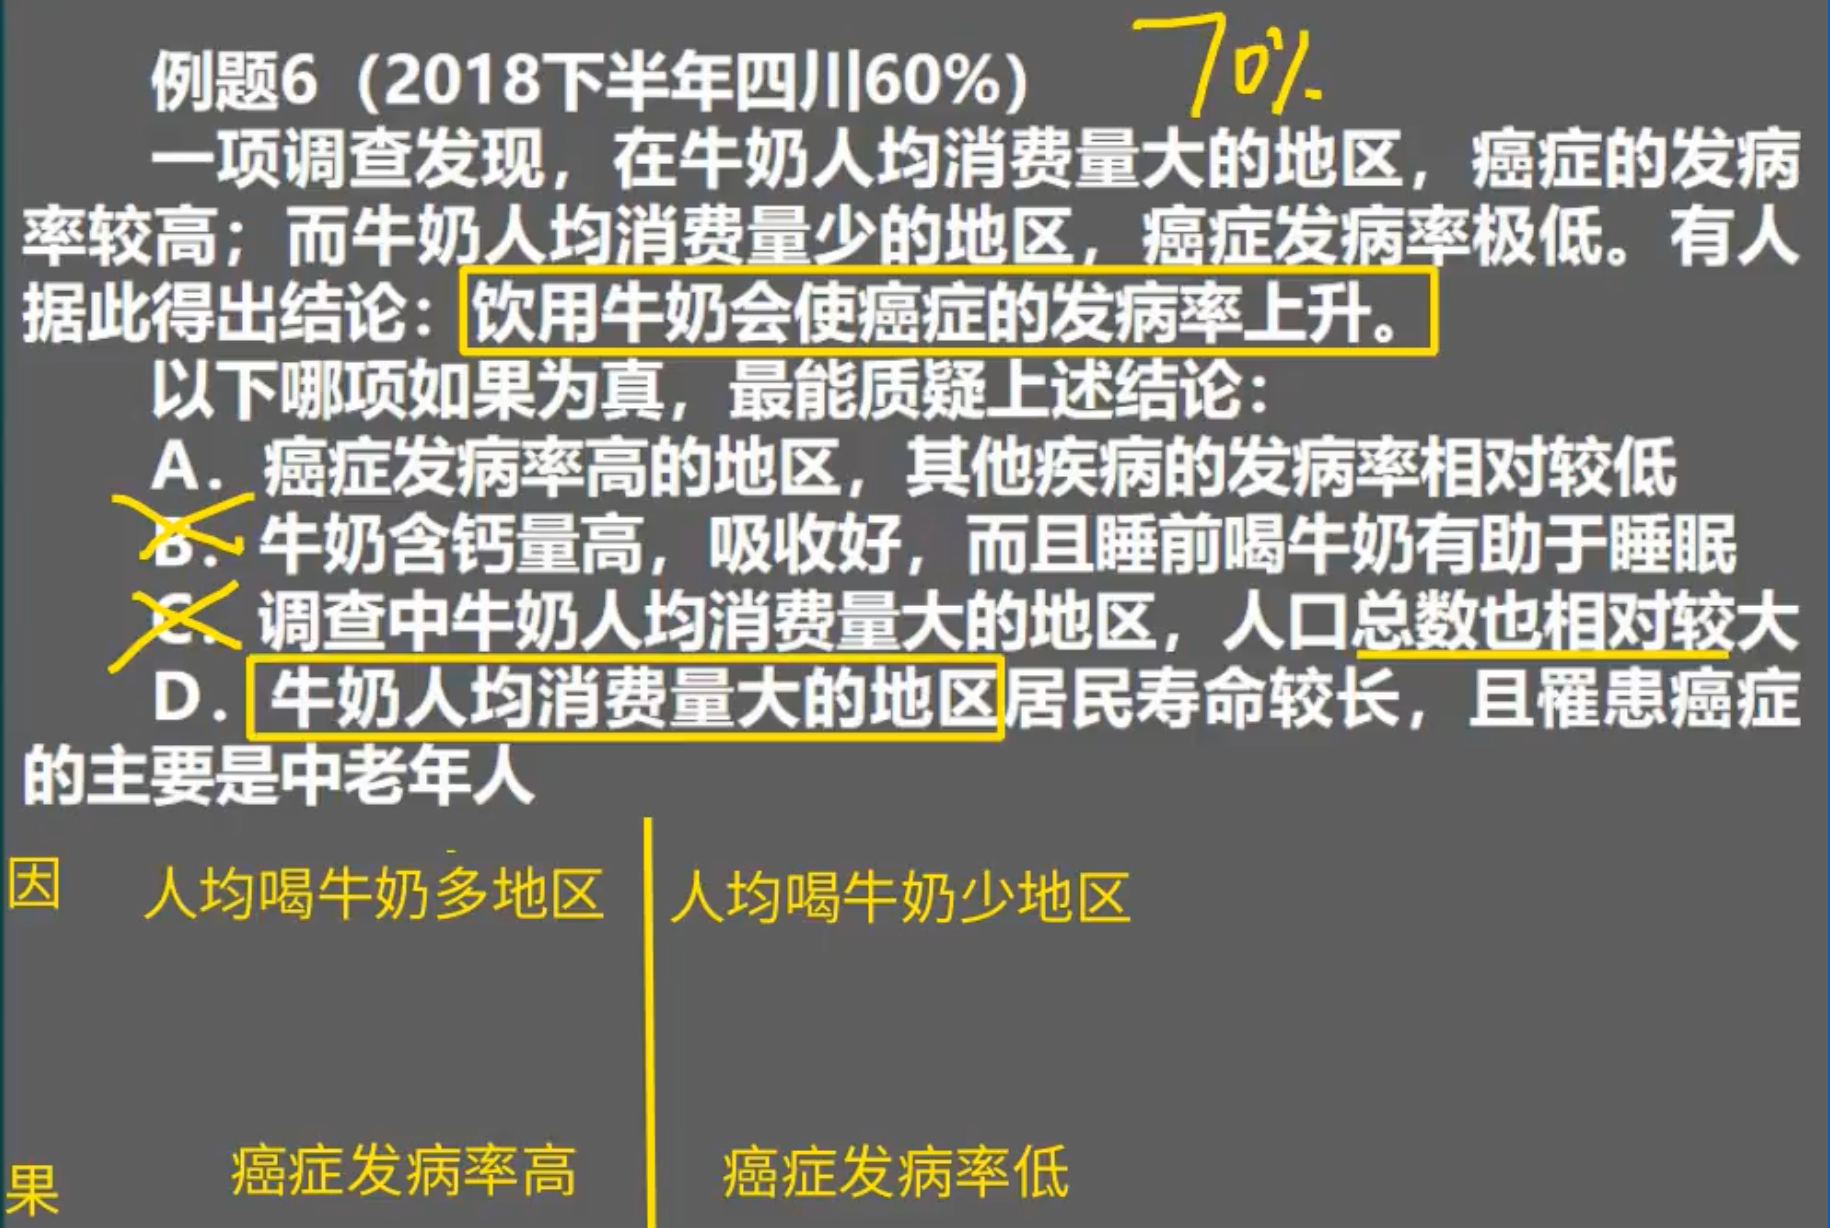 例题6（2018下半年四川60%） 70%
一项调查发现，在牛奶人均消费量大的地区，癌症的发病
率较高；而牛奶人均消费量少的地区，癌症发病率极低。有人
据此得出结论：饮用牛奶会使癌症的发病率上升。
以下哪项如果为真，最能质疑上述结论：
A．癌症发病率高的地区，其他疾病的发病率相对较低
B．牛奶含钙量高，吸收好，而且睡前喝牛奶有助于睡眠
C．调查中牛奶人均消费量大的地区，人口总数也相对较大
D．牛奶人均消费量大的地区居民寿命较长，且罹患癌症
的主要是中老年人
因 人均喝牛奶多地区 人均喝牛奶少地区
果 癌症发病率高 癌症发病率低